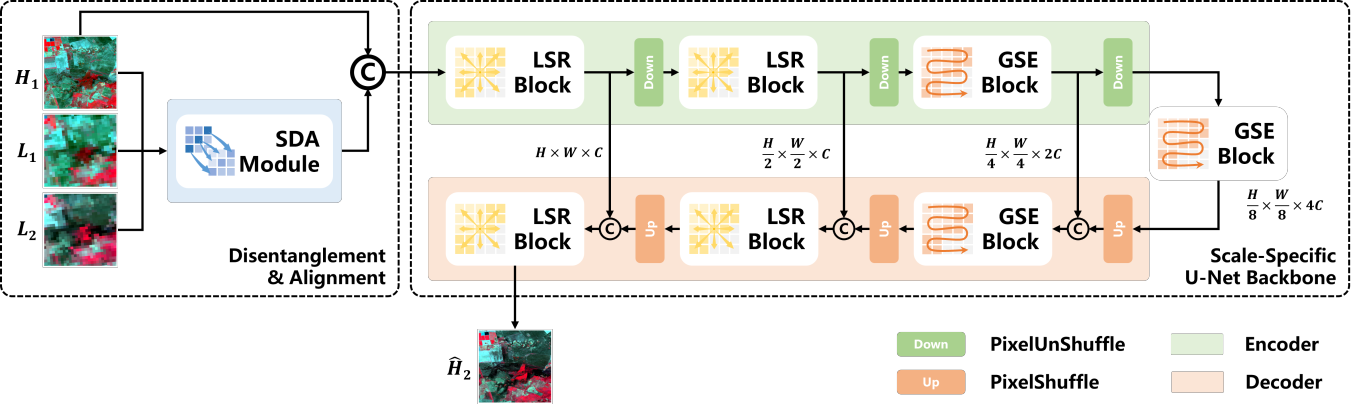 H₁
L₁
L₂
SDA
Module
C
Disentanglement
& Alignment
LSR
Block
Down
LSR
Block
Down
GSE
Block
Down
GSE
Block
H × W × C
H/2 × W/2 × C
H/4 × W/4 × 2C
H/8 × W/8 × 4C
LSR
Block
C
Up
LSR
Block
C
Up
GSE
Block
C
Up
Scale-Specific
U-Net Backbone
Ĥ₂
Down PixelUnShuffle
Encoder
Up PixelShuffle
Decoder